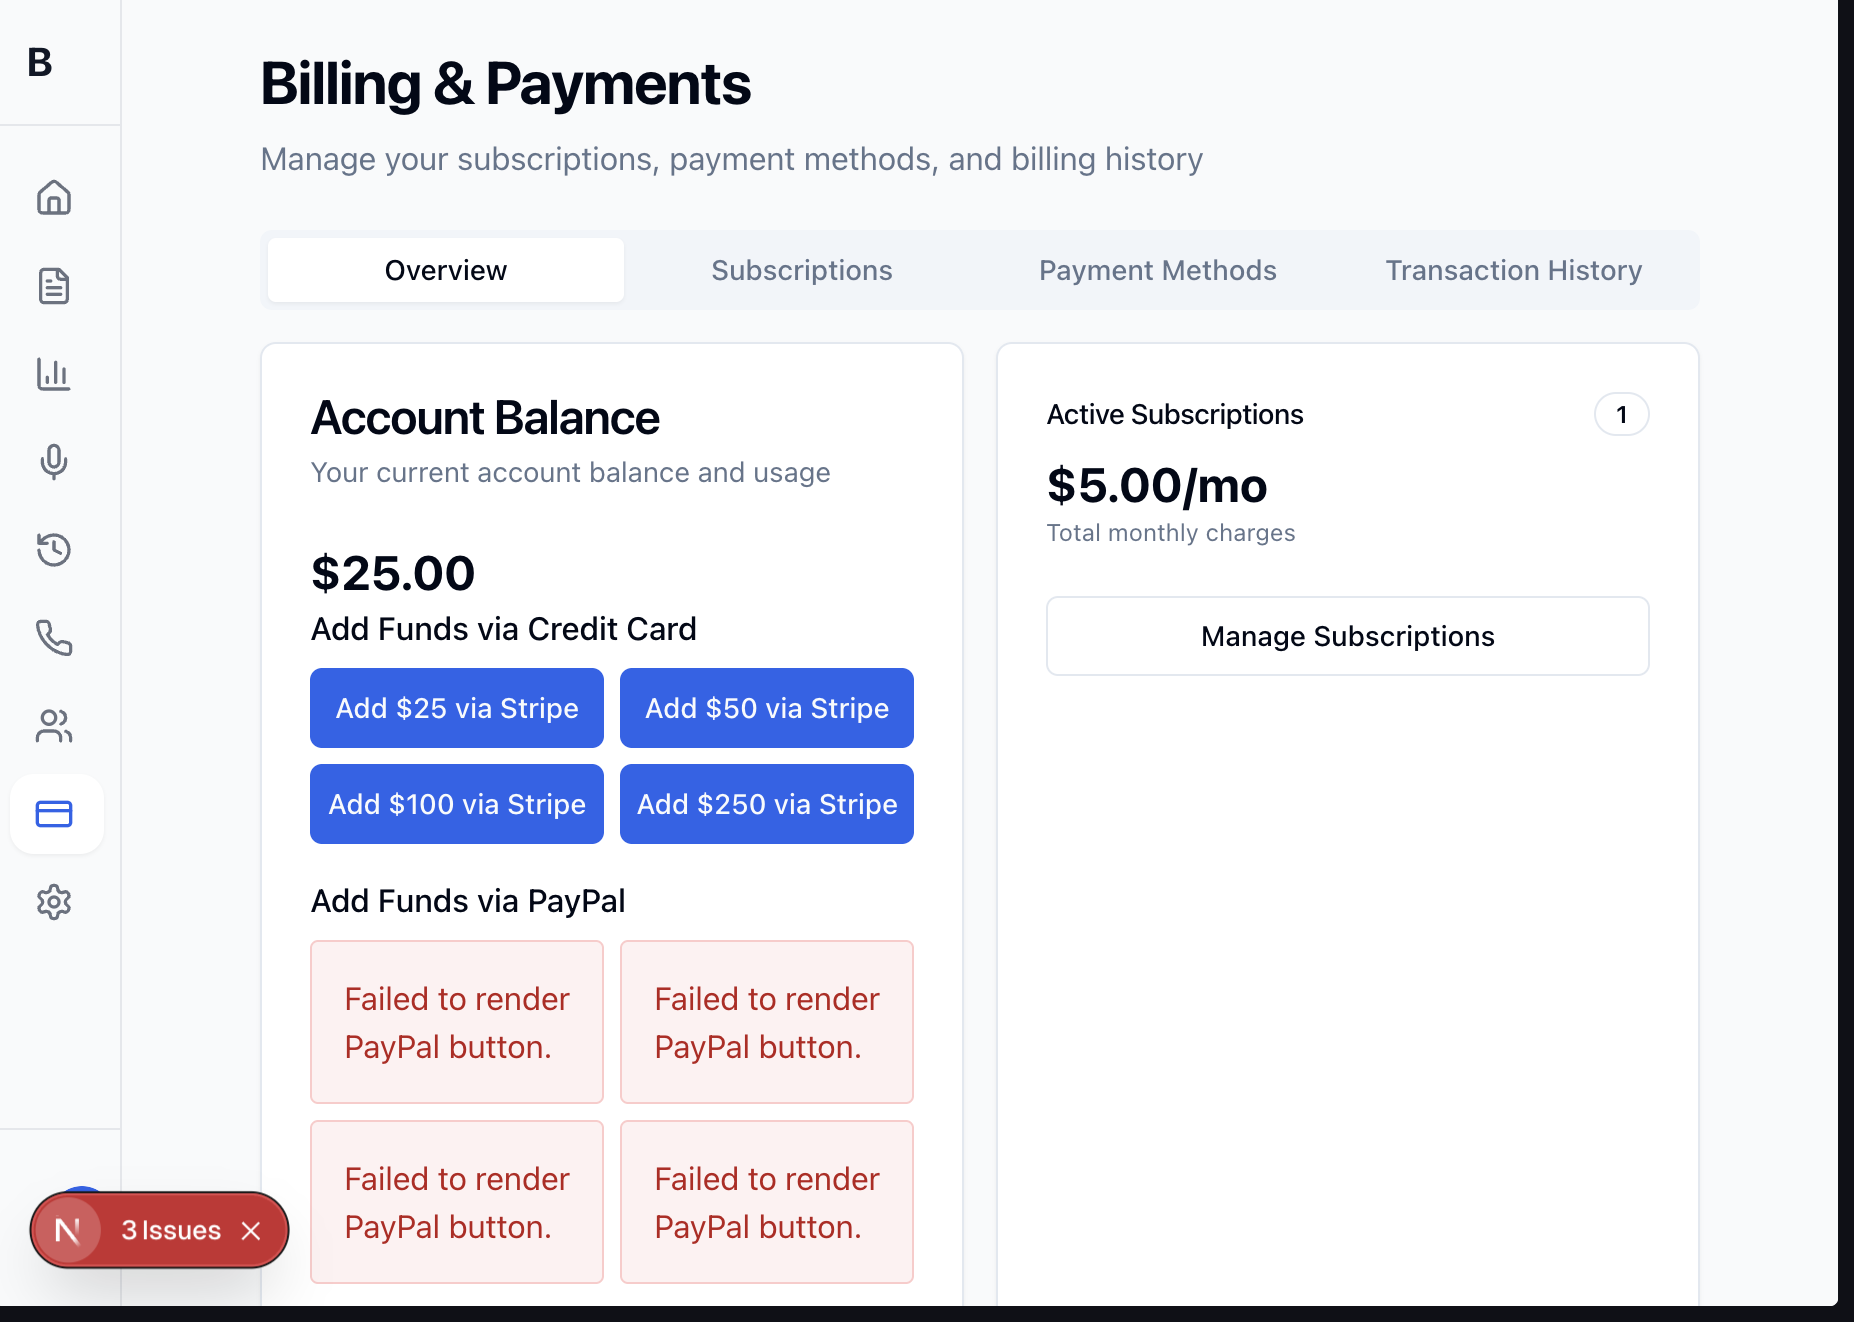 B
Billing & Payments
Manage your subscriptions, payment methods, and billing history
Overview
Subscriptions
Payment Methods
Transaction History
Account Balance
Your current account balance and usage
$25.00
Add Funds via Credit Card
Add $25 via Stripe
Add $50 via Stripe
Add $100 via Stripe
Add $250 via Stripe
Add Funds via PayPal
Failed to render
PayPal button.
Failed to render
PayPal button.
Failed to render
PayPal button.
Failed to render
PayPal button.
Active Subscriptions
1
$5.00/mo
Total monthly charges
Manage Subscriptions
N
3 Issues